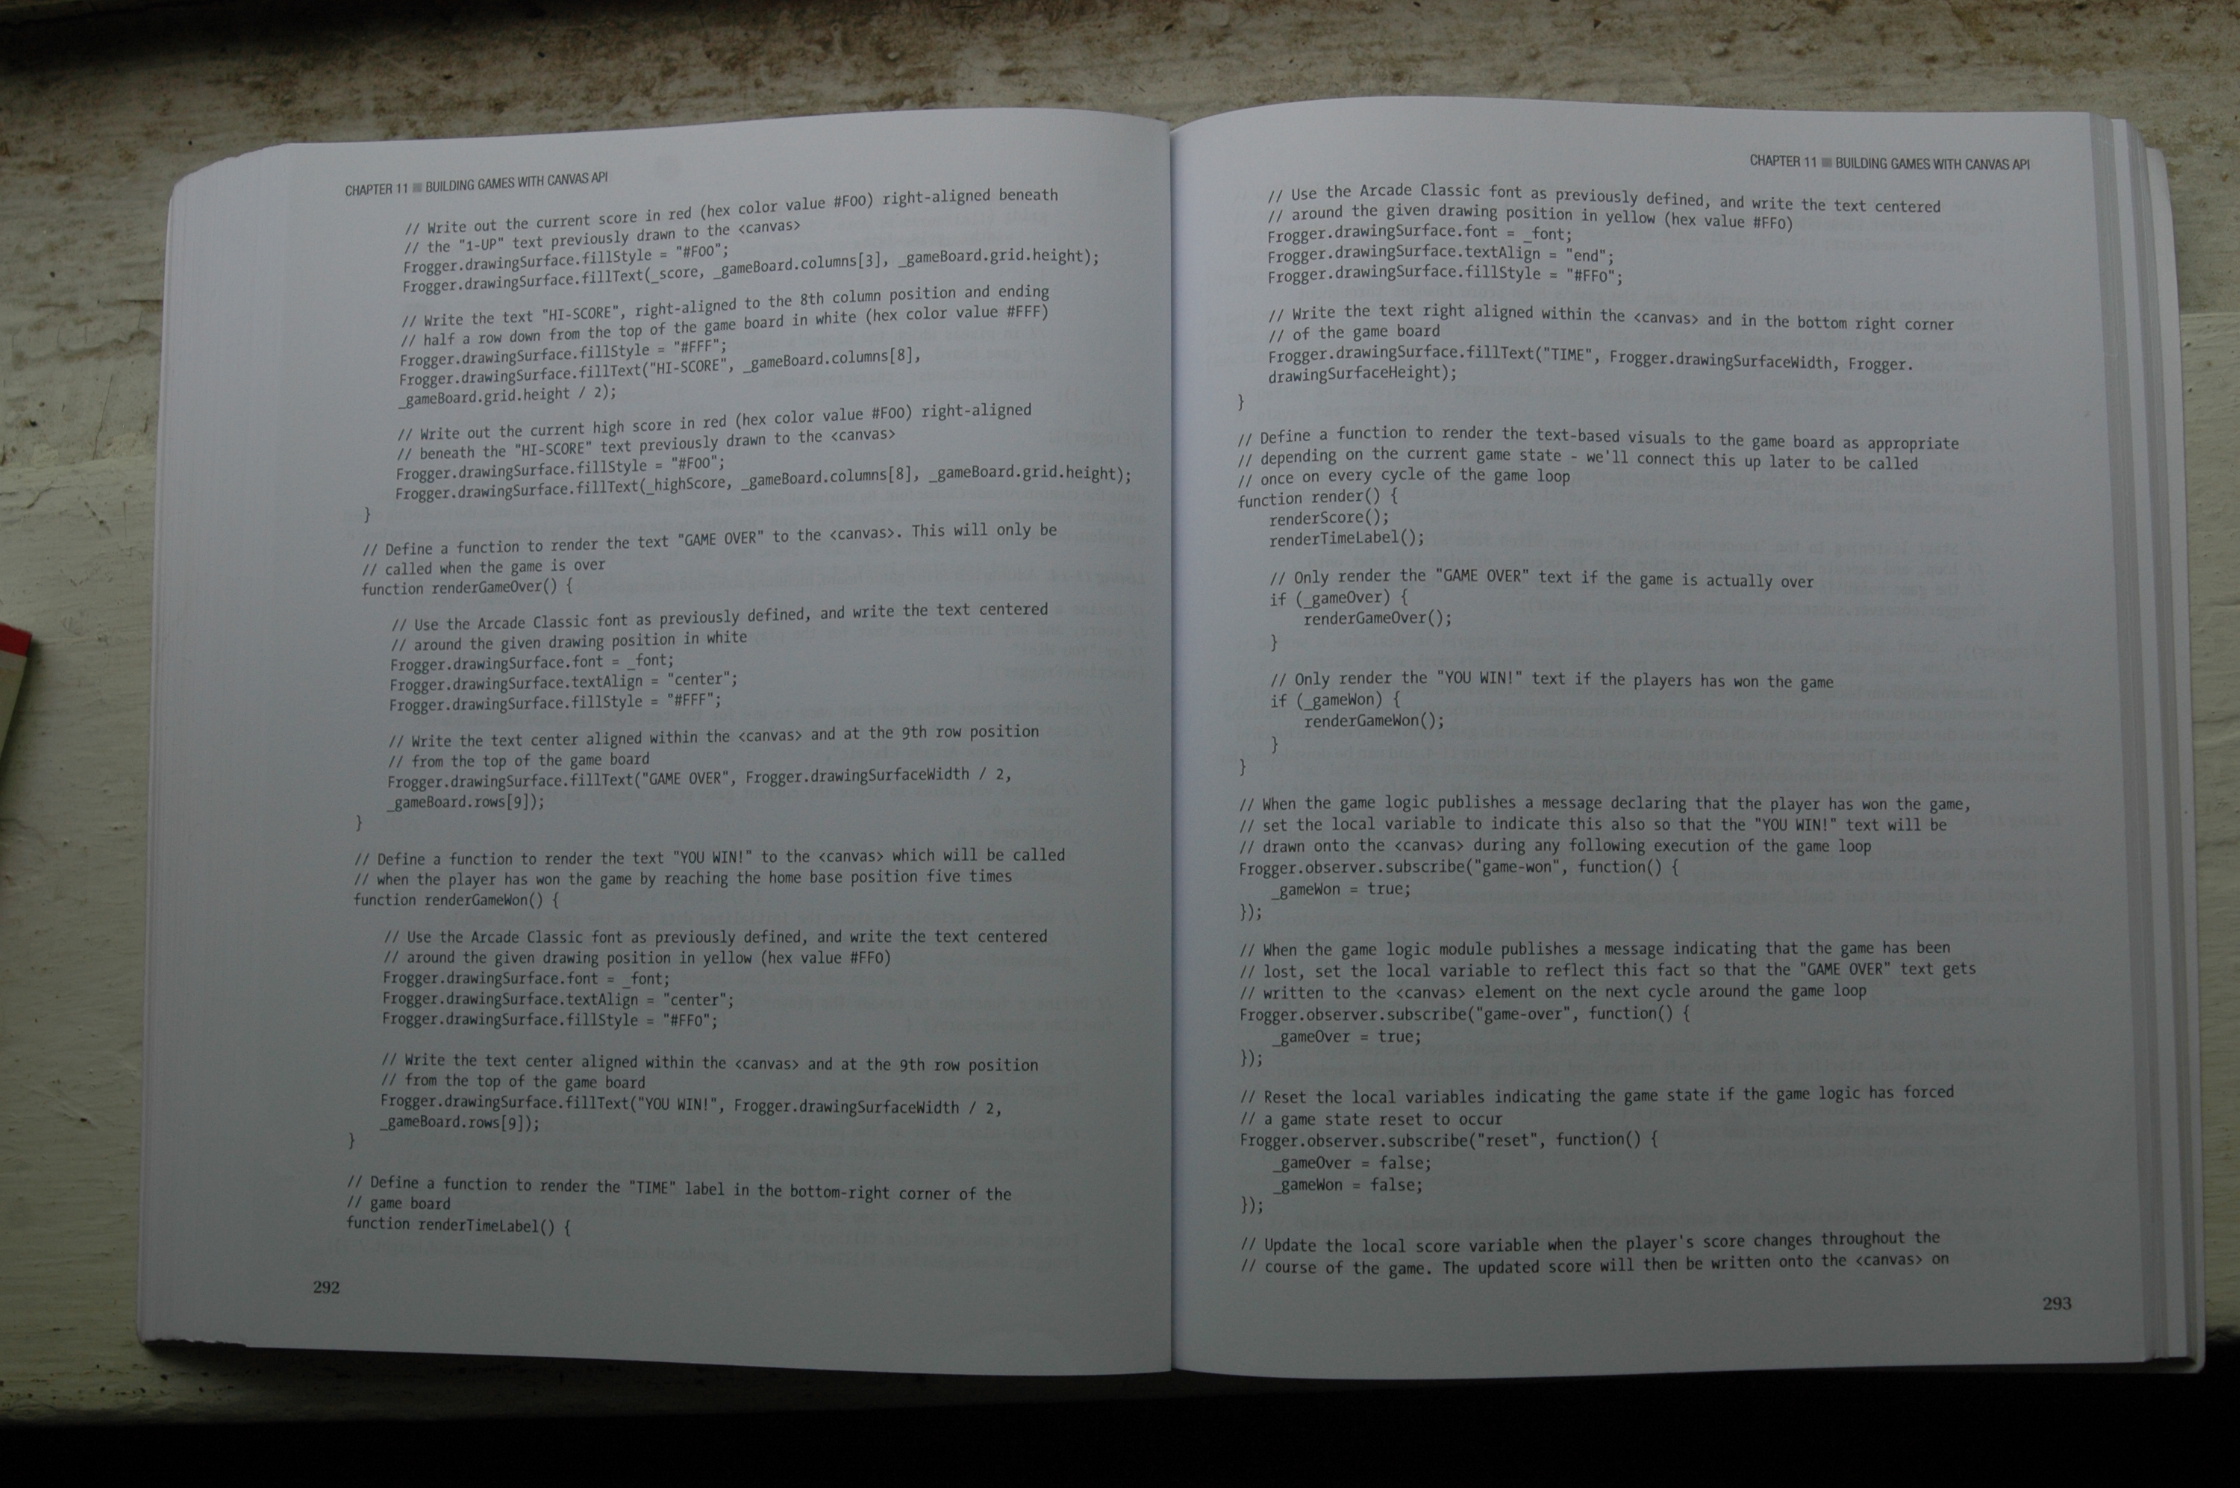 CHAPTER 11 ■ BUILDING GAMES WITH CANVAS API
// Write out the current score in red (hex color value #F00) right-aligned beneath
// the "1-UP" text previously drawn to the <canvas>
Frogger.drawingSurface.fillStyle = "#F00";
Frogger.drawingSurface.fillText(_score, _gameBoard.columns[3], _gameBoard.grid.height);
// Write the text "HI-SCORE", right-aligned to the 8th column position and ending
// half a row down from the top of the game board in white (hex color value #FFF)
Frogger.drawingSurface.fillStyle = "#FFF";
Frogger.drawingSurface.fillText("HI-SCORE", _gameBoard.columns[8],
_gameBoard.grid.height / 2);
// Write out the current high score in red (hex color value #F00) right-aligned
// beneath the "HI-SCORE" text previously drawn to the <canvas>
Frogger.drawingSurface.fillStyle = "#F00";
Frogger.drawingSurface.fillText(_highScore, _gameBoard.columns[8], _gameBoard.grid.height);
}
// Define a function to render the text "GAME OVER" to the <canvas>. This will only be
// called when the game is over
function renderGameOver() {
// Use the Arcade Classic font as previously defined, and write the text centered
// around the given drawing position in white
Frogger.drawingSurface.font = _font;
Frogger.drawingSurface.textAlign = "center";
Frogger.drawingSurface.fillStyle = "#FFF";
// Write the text center aligned within the <canvas> and at the 9th row position
// from the top of the game board
Frogger.drawingSurface.fillText("GAME OVER", Frogger.drawingSurfaceWidth / 2,
_gameBoard.rows[9]);
}
// Define a function to render the text "YOU WIN!" to the <canvas> which will be called
// when the player has won the game by reaching the home base position five times
function renderGameWon() {
// Use the Arcade Classic font as previously defined, and write the text centered
// around the given drawing position in yellow (hex value #FF0)
Frogger.drawingSurface.font = _font;
Frogger.drawingSurface.textAlign = "center";
Frogger.drawingSurface.fillStyle = "#FF0";
// Write the text center aligned within the <canvas> and at the 9th row position
// from the top of the game board
Frogger.drawingSurface.fillText("YOU WIN!", Frogger.drawingSurfaceWidth / 2,
_gameBoard.rows[9]);
}
// Define a function to render the "TIME" label in the bottom-right corner of the
// game board
function renderTimeLabel() {
292
CHAPTER 11 ■ BUILDING GAMES WITH CANVAS API
// Use the Arcade Classic font as previously defined, and write the text centered
// around the given drawing position in yellow (hex value #FF0)
Frogger.drawingSurface.font = _font;
Frogger.drawingSurface.textAlign = "end";
Frogger.drawingSurface.fillStyle = "#FF0";
// Write the text right aligned within the <canvas> and in the bottom right corner
// of the game board
Frogger.drawingSurface.fillText("TIME", Frogger.drawingSurfaceWidth, Frogger.
drawingSurfaceHeight);
}
// Define a function to render the text-based visuals to the game board as appropriate
// depending on the current game state - we'll connect this up later to be called
// once on every cycle of the game loop
function render() {
renderScore();
renderTimeLabel();
// Only render the "GAME OVER" text if the game is actually over
if (_gameOver) {
renderGameOver();
}
// Only render the "YOU WIN!" text if the players has won the game
if (_gameWon) {
renderGameWon();
}
}
// When the game logic publishes a message declaring that the player has won the game,
// set the local variable to indicate this also so that the "YOU WIN!" text will be
// drawn onto the <canvas> during any following execution of the game loop
Frogger.observer.subscribe("game-won", function() {
_gameWon = true;
});
// When the game logic module publishes a message indicating that the game has been
// lost, set the local variable to reflect this fact so that the "GAME OVER" text gets
// written to the <canvas> element on the next cycle around the game loop
Frogger.observer.subscribe("game-over", function() {
_gameOver = true;
});
// Reset the local variables indicating the game state if the game logic has forced
// a game state reset to occur
Frogger.observer.subscribe("reset", function() {
_gameOver = false;
_gameWon = false;
});
// Update the local score variable when the player's score changes throughout the
// course of the game. The updated score will then be written onto the <canvas> on
293